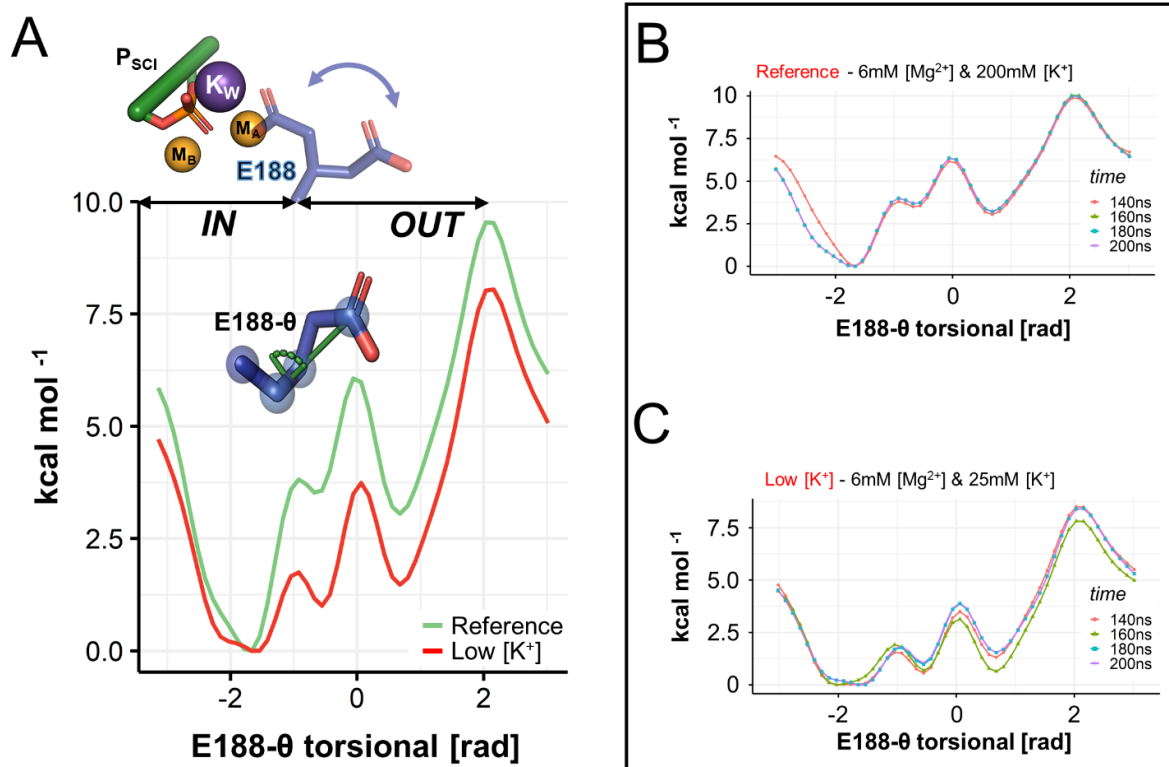 A
P_SCI
K_W
M_A
M_B
E188
10.0
IN
OUT
7.5
E188-θ
5.0
kcal mol ⁻¹
2.5
Reference
Low [K⁺]
0.0
-2
0
2
E188-θ torsional [rad]
B
Reference - 6mM [Mg²⁺] & 200mM [K⁺]
10
7.5
kcal mol ⁻¹
5.0
2.5
0
time
140ns
160ns
180ns
200ns
-2
0
2
E188-θ torsional [rad]
C
Low [K⁺] - 6mM [Mg²⁺] & 25mM [K⁺]
7.5
kcal mol ⁻¹
5.0
2.5
0
time
140ns
160ns
180ns
200ns
-2
0
2
E188-θ torsional [rad]